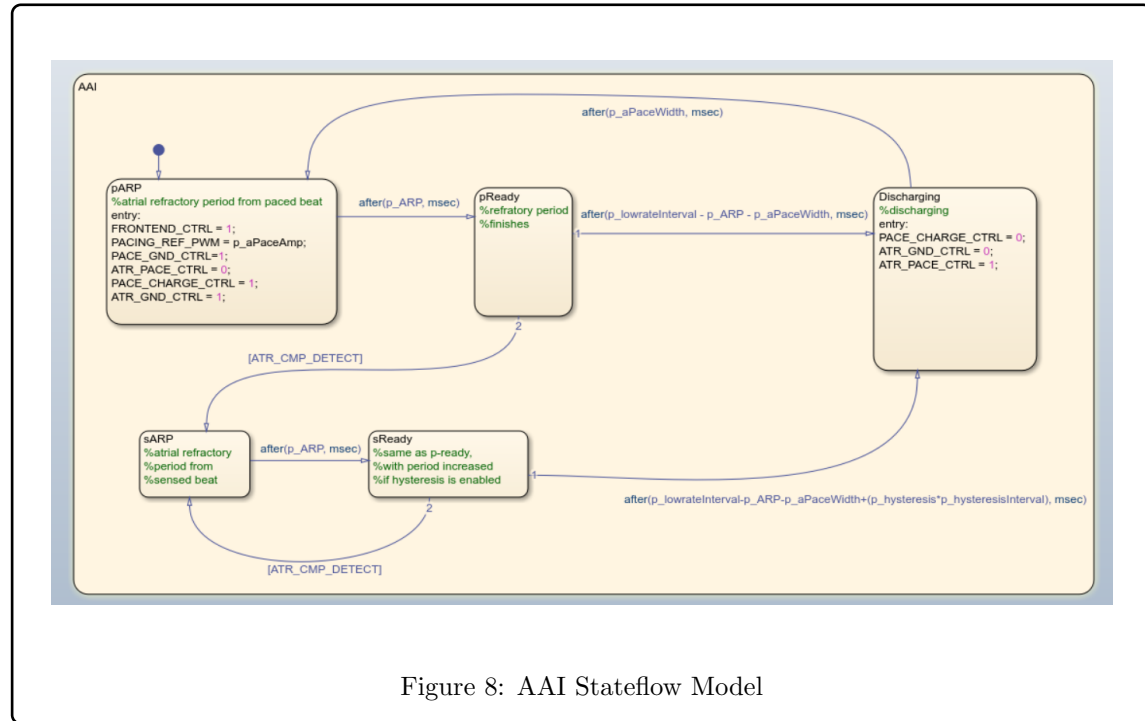 AAI
after(p_aPaceWidth, msec)
pARP
%atrial refractory period from paced beat
entry:
FRONTEND_CTRL = 1;
PACING_REF_PWM = p_aPaceAmp;
PACE_GND_CTRL=1;
ATR_PACE_CTRL = 0;
PACE_CHARGE_CTRL = 1;
ATR_GND_CTRL = 1;
after(p_ARP, msec)
pReady
%refratory period
%finishes
1
after(p_lowrateInterval - p_ARP - p_aPaceWidth, msec)
Discharging
%discharging
entry:
PACE_CHARGE_CTRL = 0;
ATR_GND_CTRL = 0;
ATR_PACE_CTRL = 1;
2
[ATR_CMP_DETECT]
sARP
%atrial refractory
%period from
%sensed beat
after(p_ARP, msec)
sReady
%same as p-ready,
%with period increased
%if hysteresis is enabled
1
after(p_lowrateInterval-p_ARP-p_aPaceWidth+(p_hysteresis*p_hysteresisInterval), msec)
2
[ATR_CMP_DETECT]
Figure 8: AAI Stateflow Model